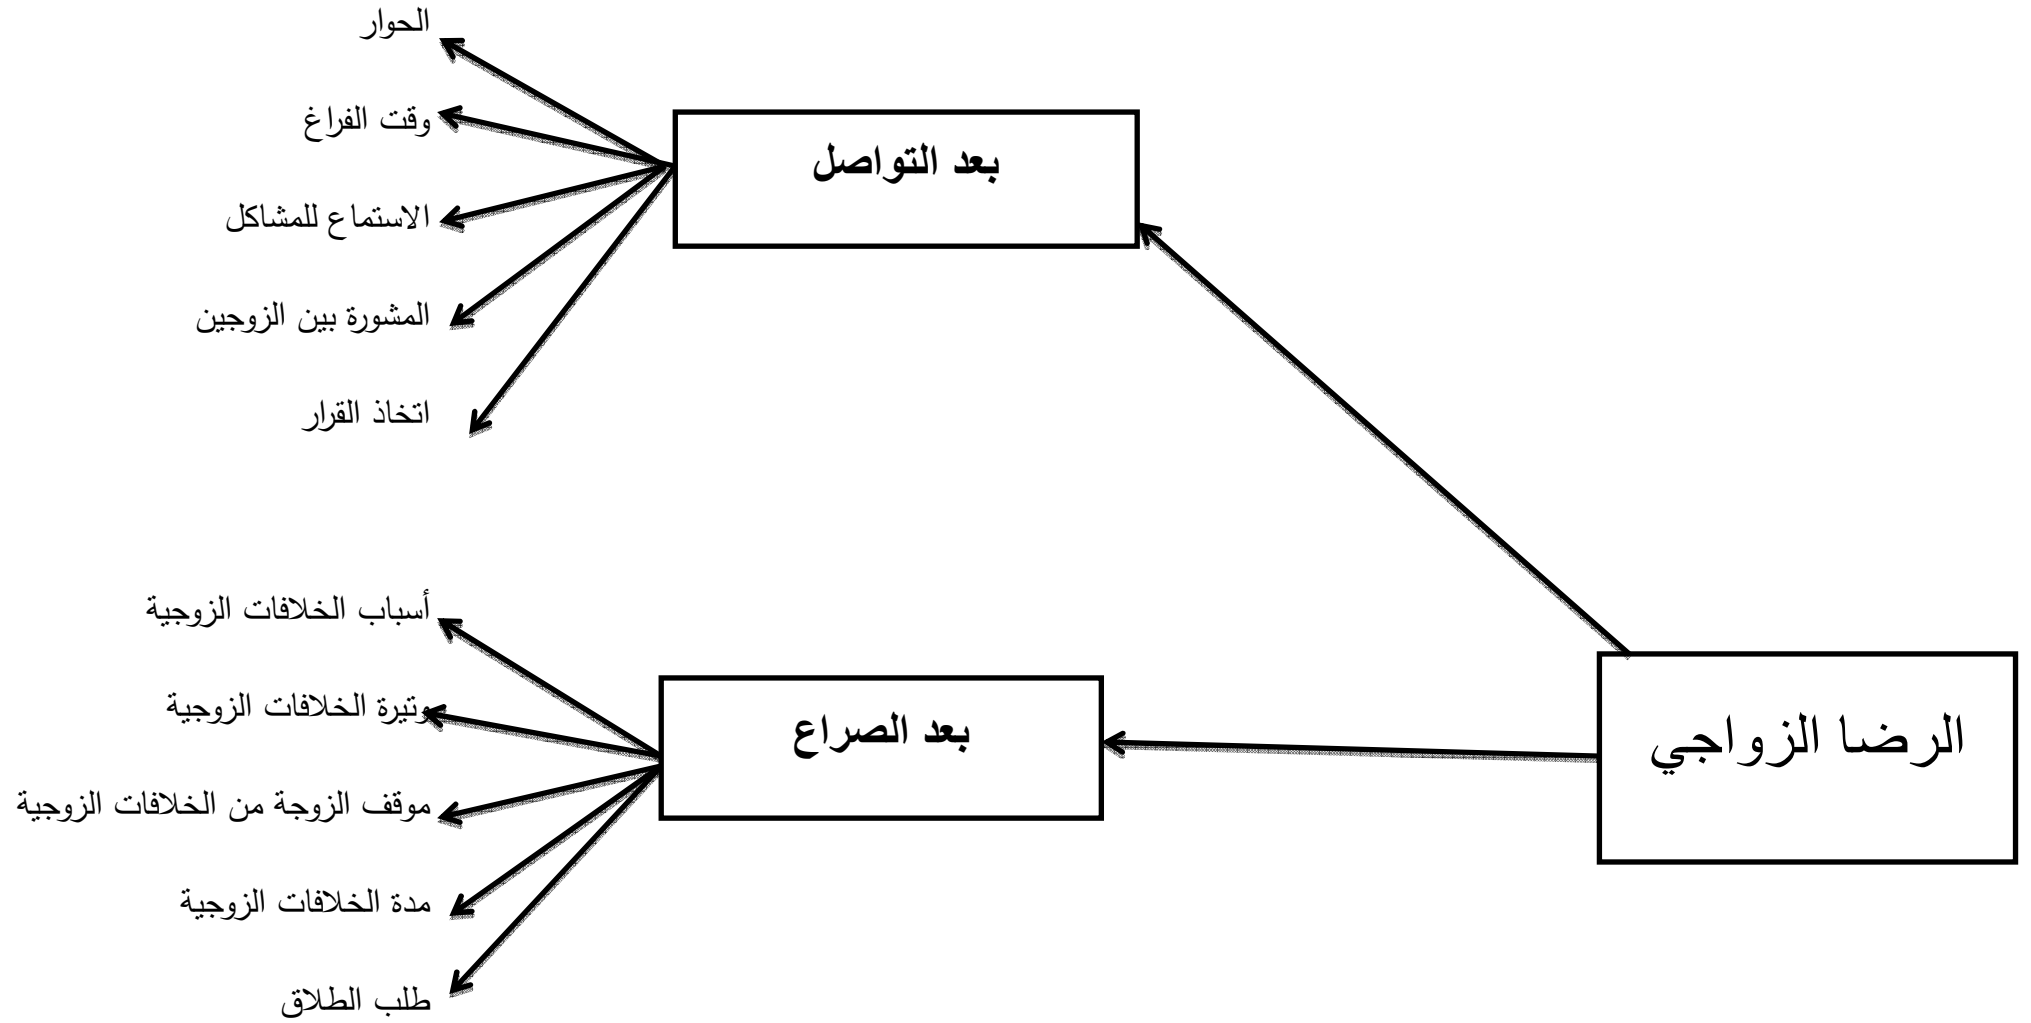 الحوار
وقت الفراغ
بعد التواصل
الاستماع للمشاكل
المشورة بين الزوجين
اتخاذ القرار
أسباب الخلافات الزوجية
وتيرة الخلافات الزوجية
بعد الصراع
الرضا الزواجي
موقف الزوجة من الخلافات الزوجية
مدة الخلافات الزوجية
طلب الطلاق